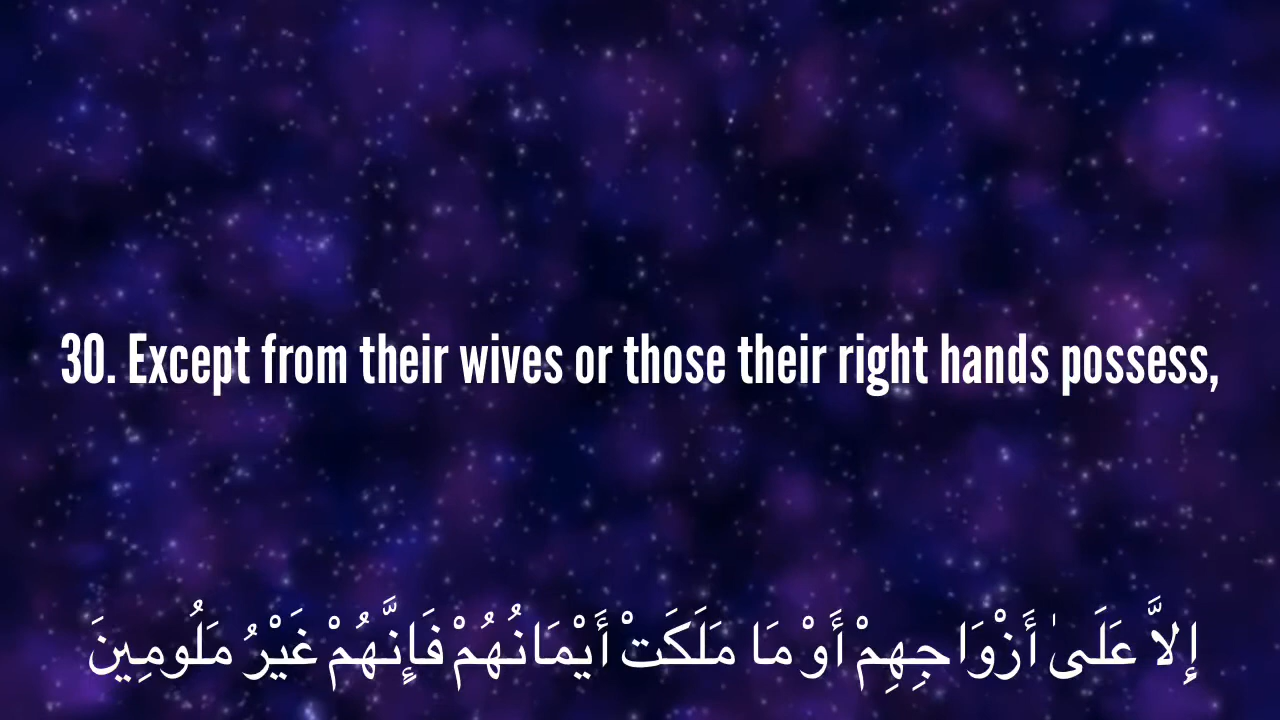 30. Except from their wives or those their right hands possess,
إِلاَّ عَلَىٰ أَزْوَاجِهِمْ أَوْ مَا مَلَكَتْ أَيْمَانُهُمْ فَإِنَّهُمْ غَيْرُ مَلُومِينَ